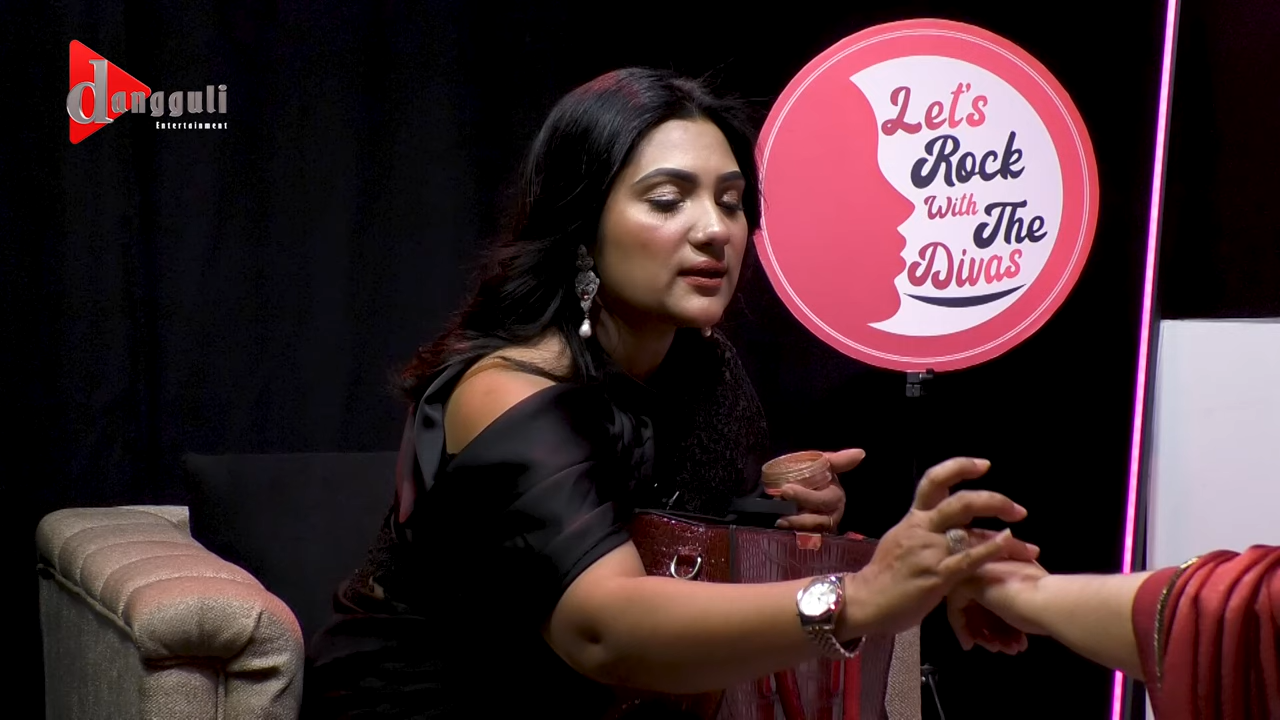 dangguli
Entertainment
Let's
Rock
With The
Divas